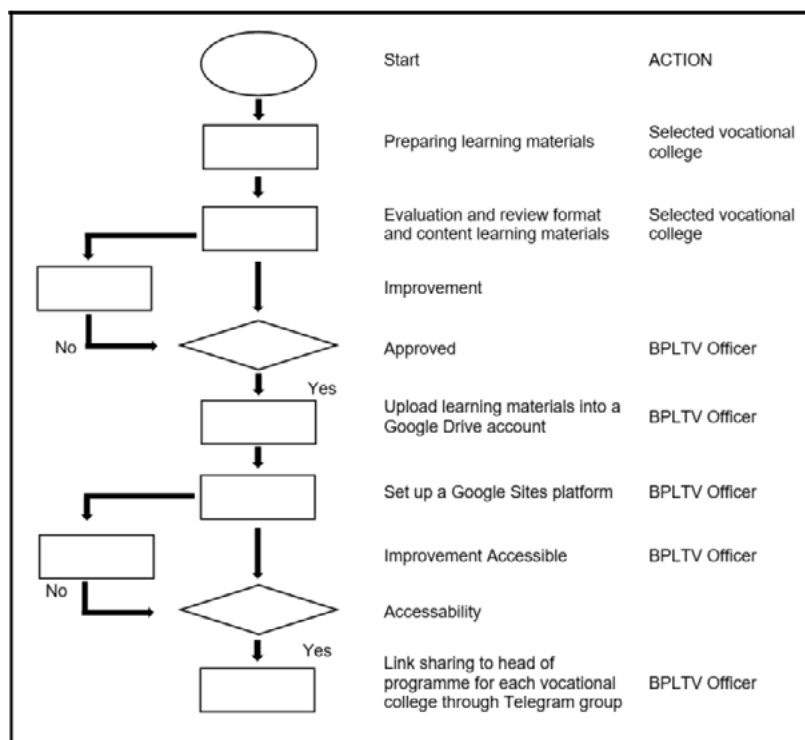 Start ACTION
Preparing learning materials Selected vocational
college
Evaluation and review format Selected vocational
and content learning materials college
Improvement
No Approved BPLTV Officer
Yes
Upload learning materials into a BPLTV Officer
Google Drive account
Set up a Google Sites platform BPLTV Officer
Improvement Accessible BPLTV Officer
No
Accessability
Yes
Link sharing to head of
programme for each vocational BPLTV Officer
college through Telegram group